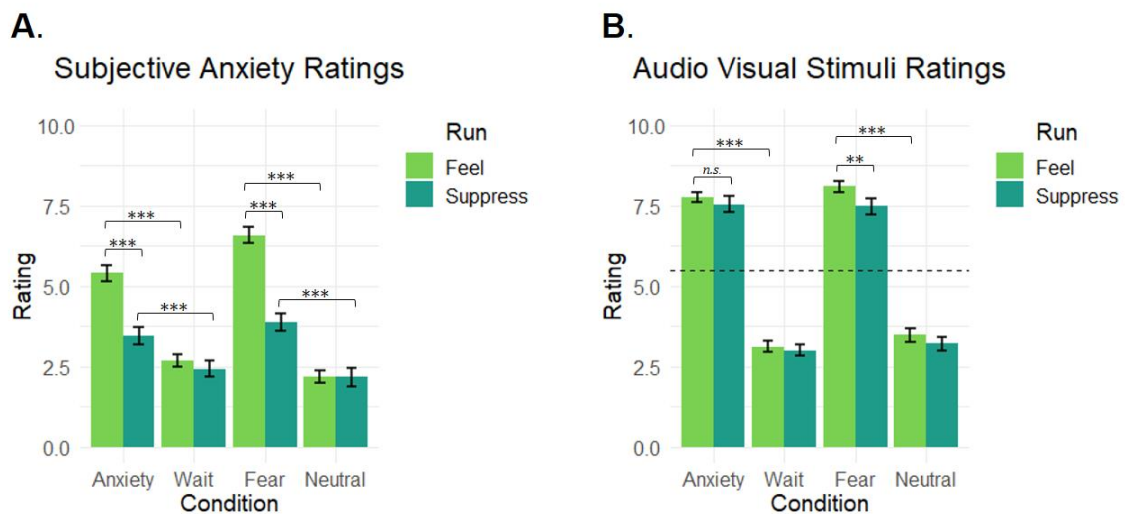 A.
Subjective Anxiety Ratings
10.0
7.5
5.0
2.5
0.0
Rating
***
***
***
***
***
***
Anxiety Wait Fear Neutral
Condition
Run
Feel
Suppress
B.
Audio Visual Stimuli Ratings
10.0
7.5
5.0
2.5
0.0
Rating
***
***
n.s.
**
Anxiety Wait Fear Neutral
Condition
Run
Feel
Suppress